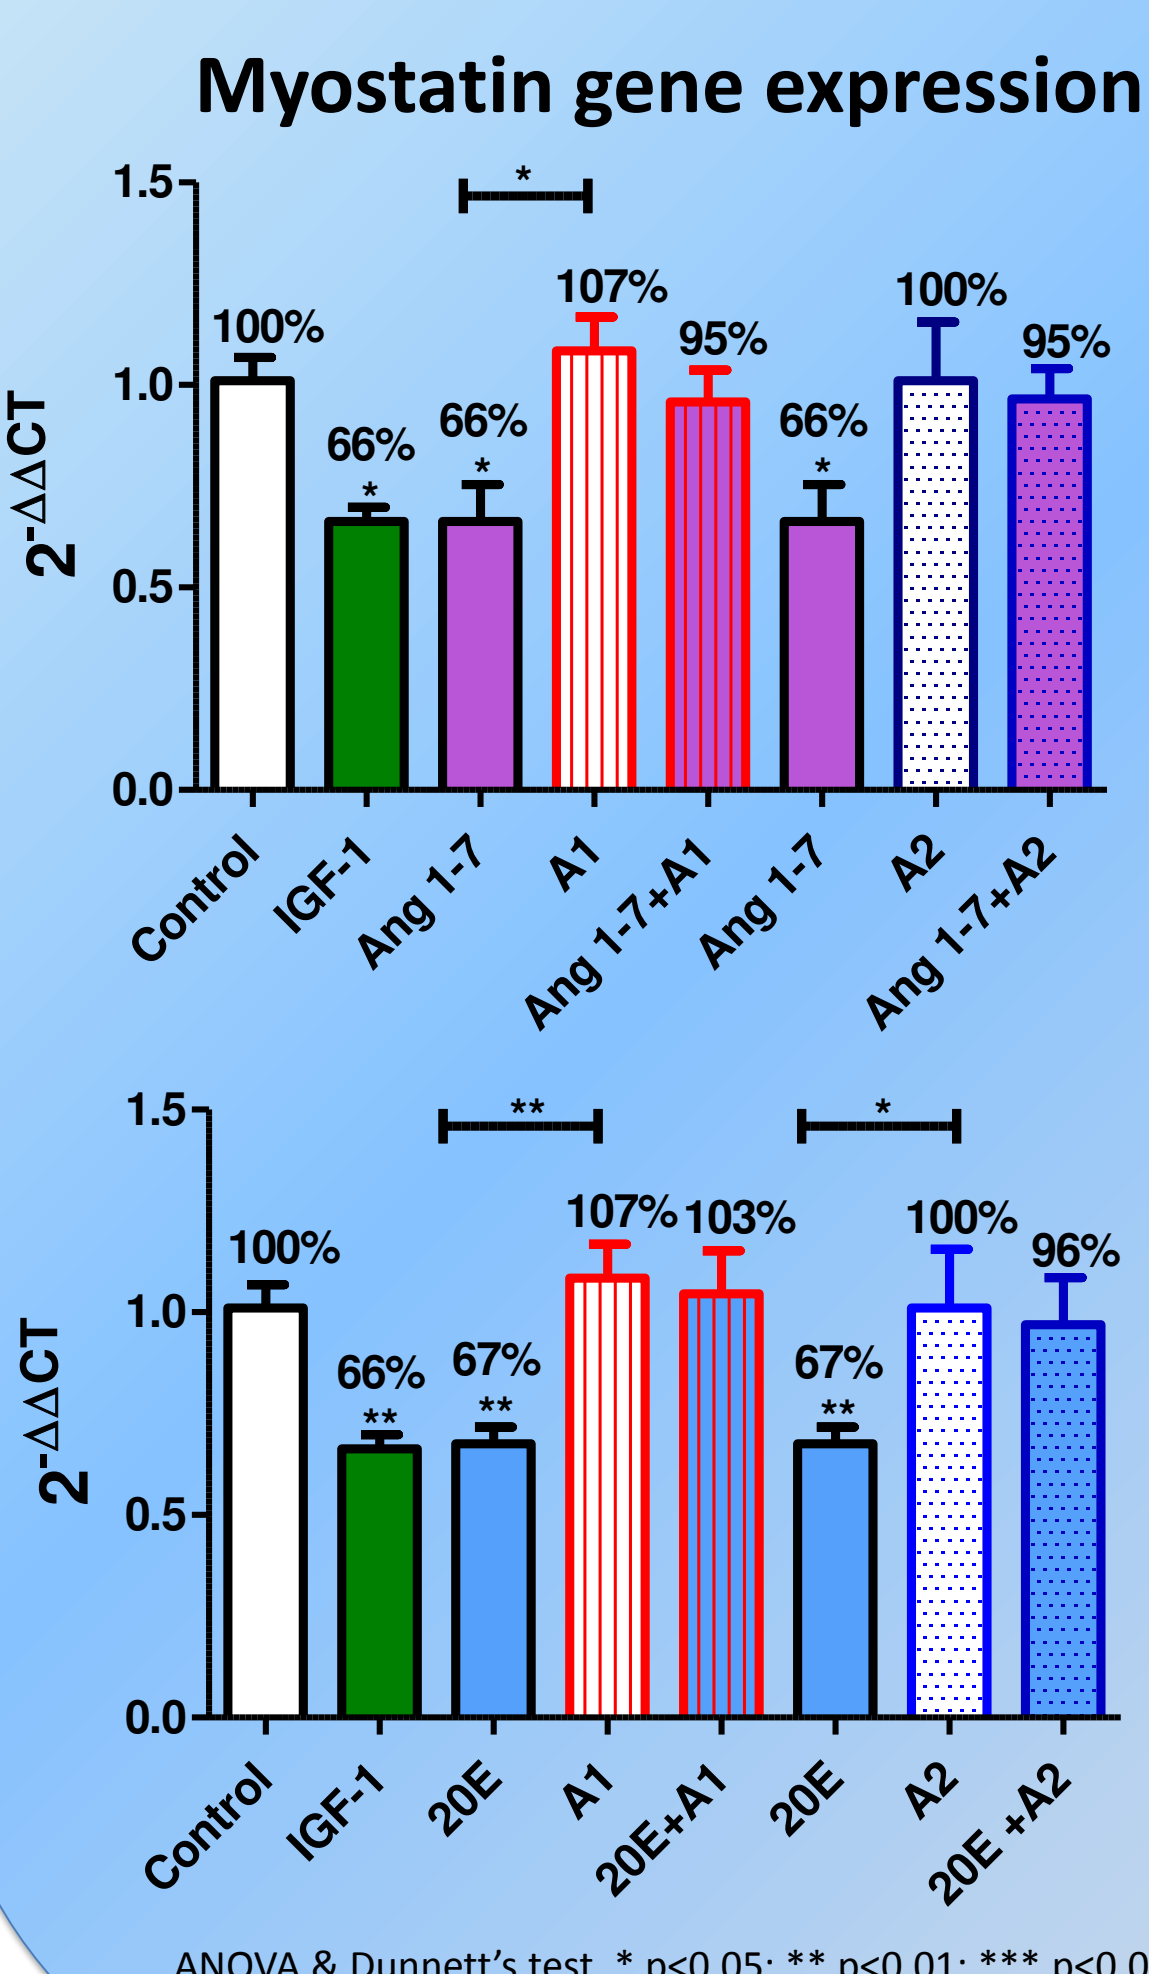 Myostatin gene expression
*
1.5
107%
100%
100%
95%
95%
1.0
66%
66%
66%
*
*
*
2-ΔΔCT
0.5
0.0
Control
IGF-1
Ang 1-7
A1
Ang 1-7+A1
Ang 1-7
A2
Ang 1-7+A2
**
*
1.5
107%
103%
100%
100%
96%
1.0
66%
67%
67%
**
**
**
2-ΔΔCT
0.5
0.0
Control
IGF-1
20E
A1
20E+A1
20E
A2
20E +A2
ANOVA & Dunnett's test, * p<0.05; ** p<0.01; *** p<0.0